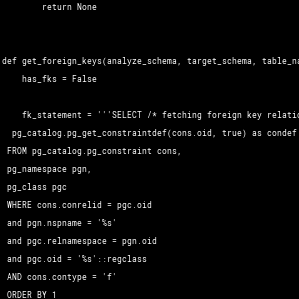 return None
def get_foreign_keys(analyze_schema, target_schema, table_na
has_fks = False
fk_statement = '''SELECT /* fetching foreign key relatio
pg_catalog.pg_get_constraintdef(cons.oid, true) as condef
FROM pg_catalog.pg_constraint cons,
pg_namespace pgn,
pg_class pgc
WHERE cons.conrelid = pgc.oid
and pgn.nspname = '%s'
and pgc.relnamespace = pgn.oid
and pgc.oid = '%s'::regclass
AND cons.contype = 'f'
ORDER BY 1